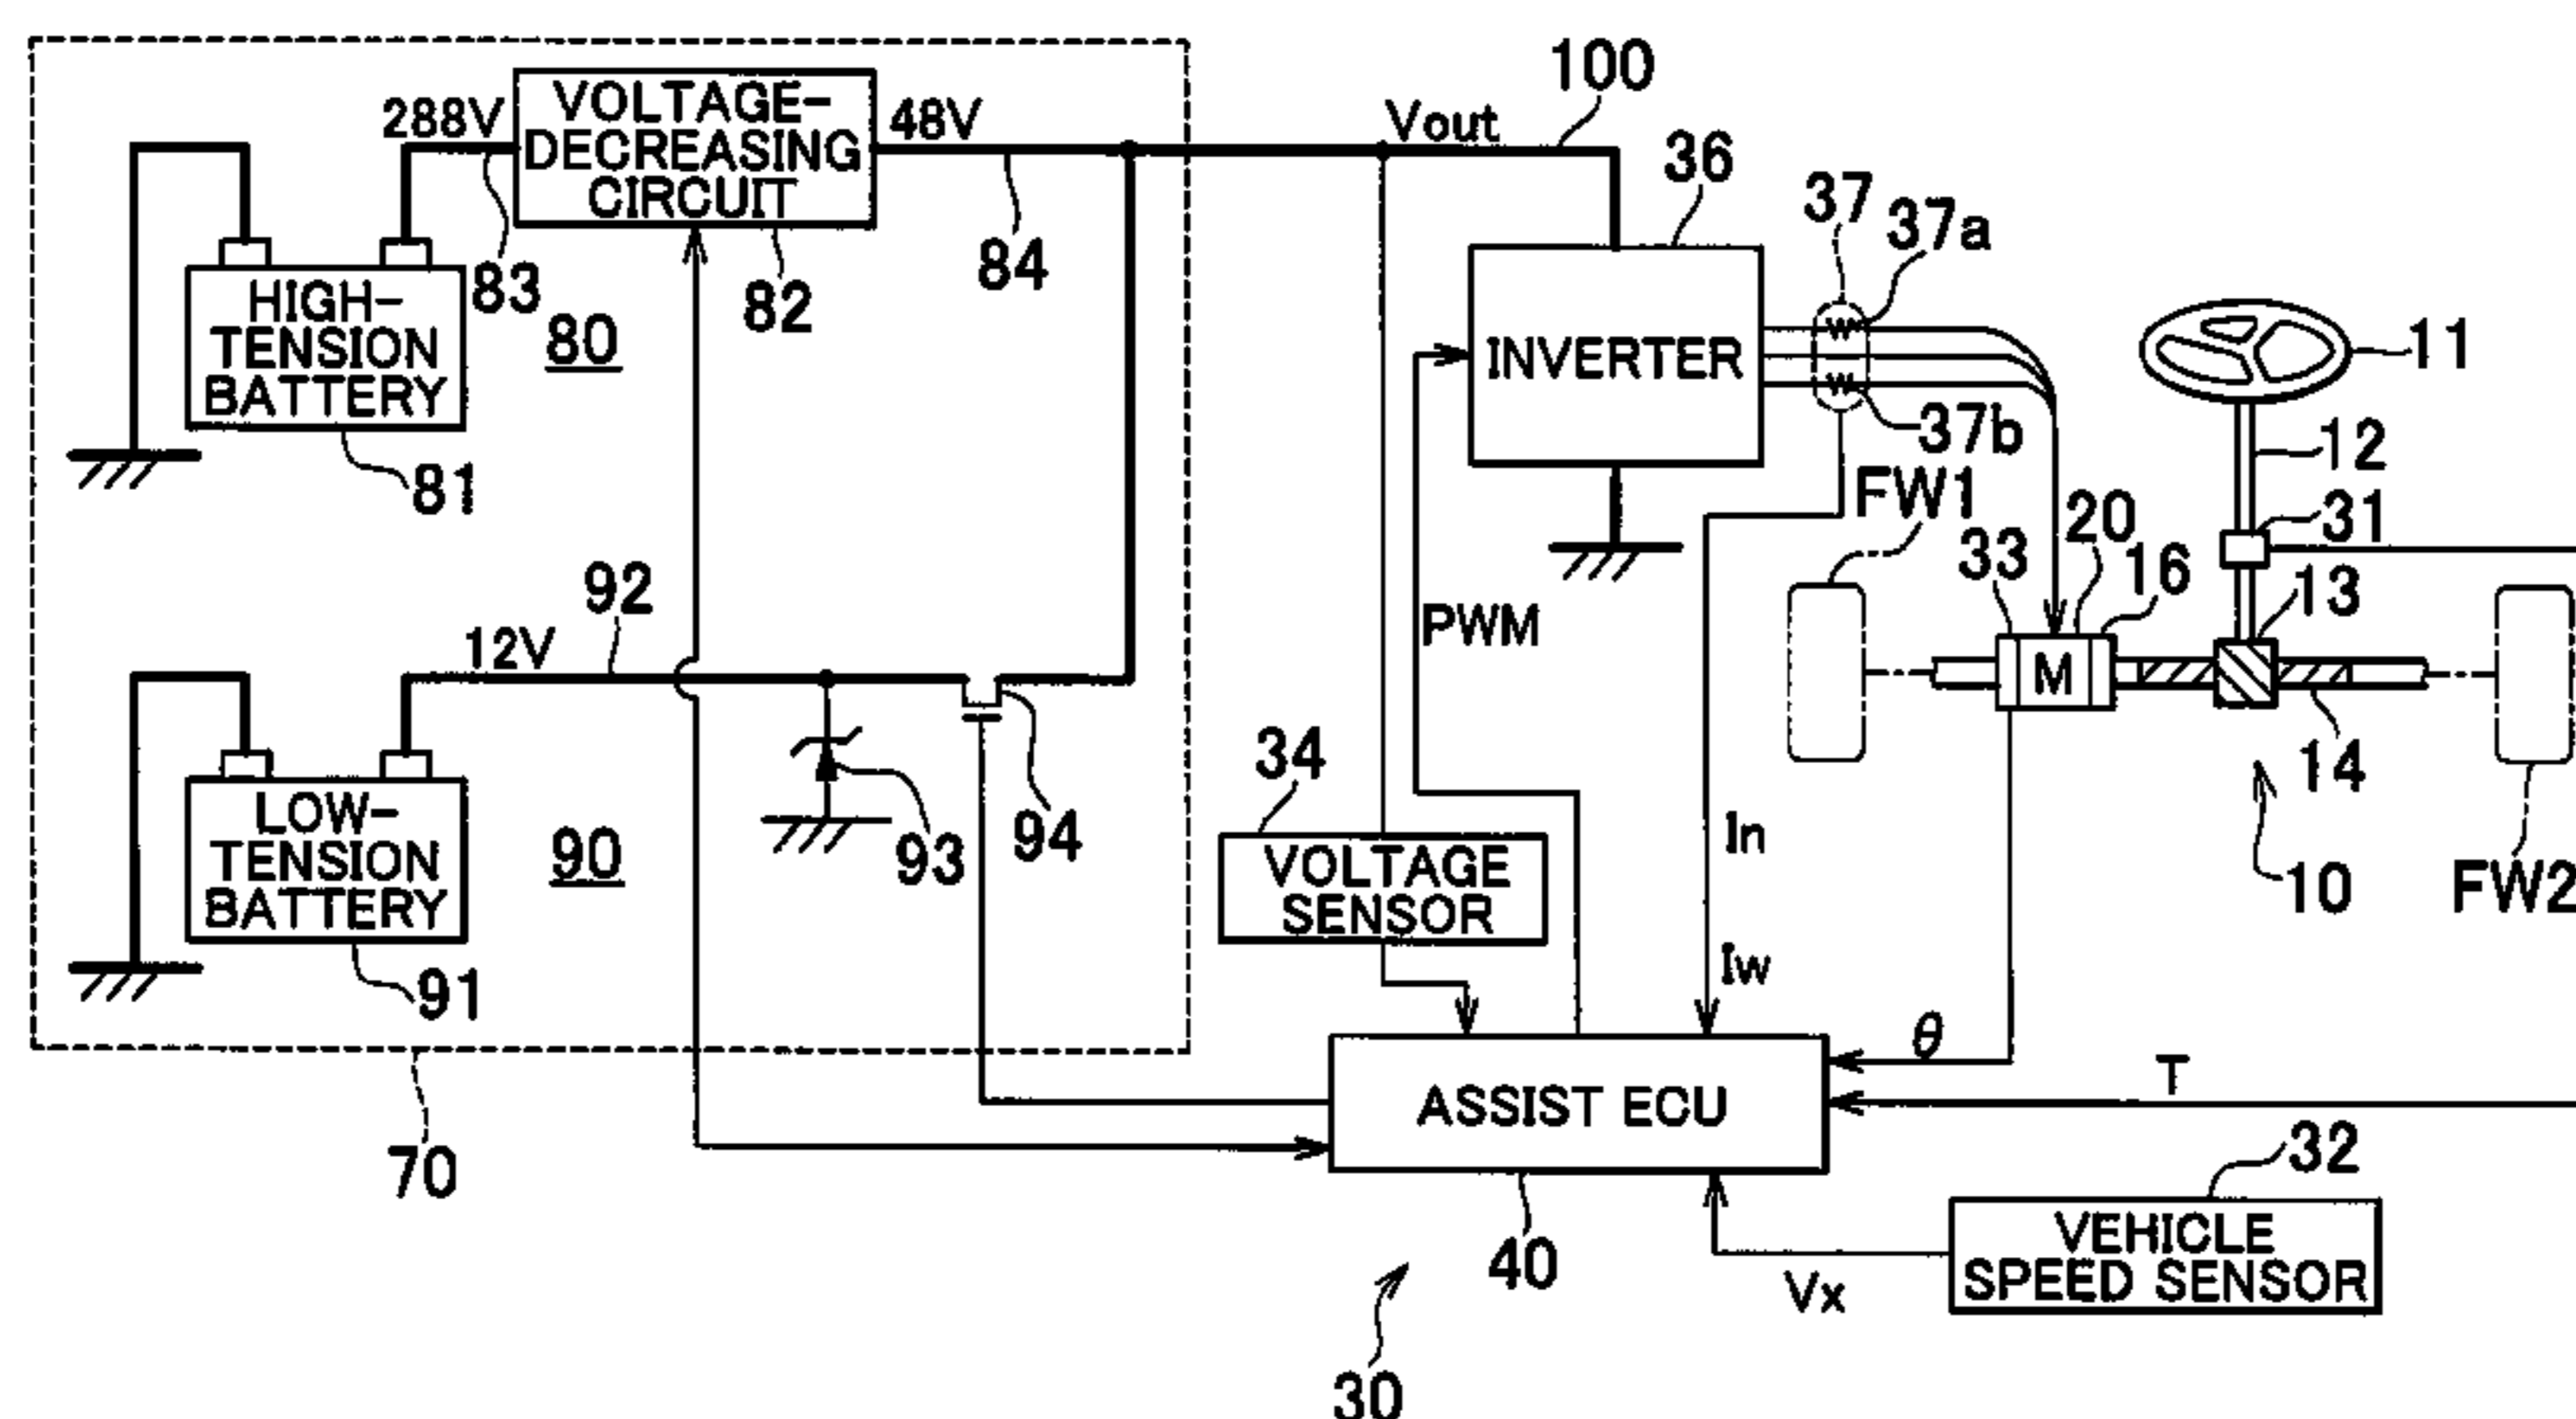 100
288V
VOLTAGE-
DECREASING
CIRCUIT
48V
Vout
36
37
37a
83
82
84
HIGH-
TENSION
BATTERY
80
81
INVERTER
37b
11
12
FW1
31
33
20
16
13
12V
92
PWM
M
14
34
LOW-
TENSION
BATTERY
90
93
94
91
VOLTAGE
SENSOR
In
Iw
10
FW2
θ
T
ASSIST ECU
70
40
32
VEHICLE
SPEED SENSOR
Vx
30